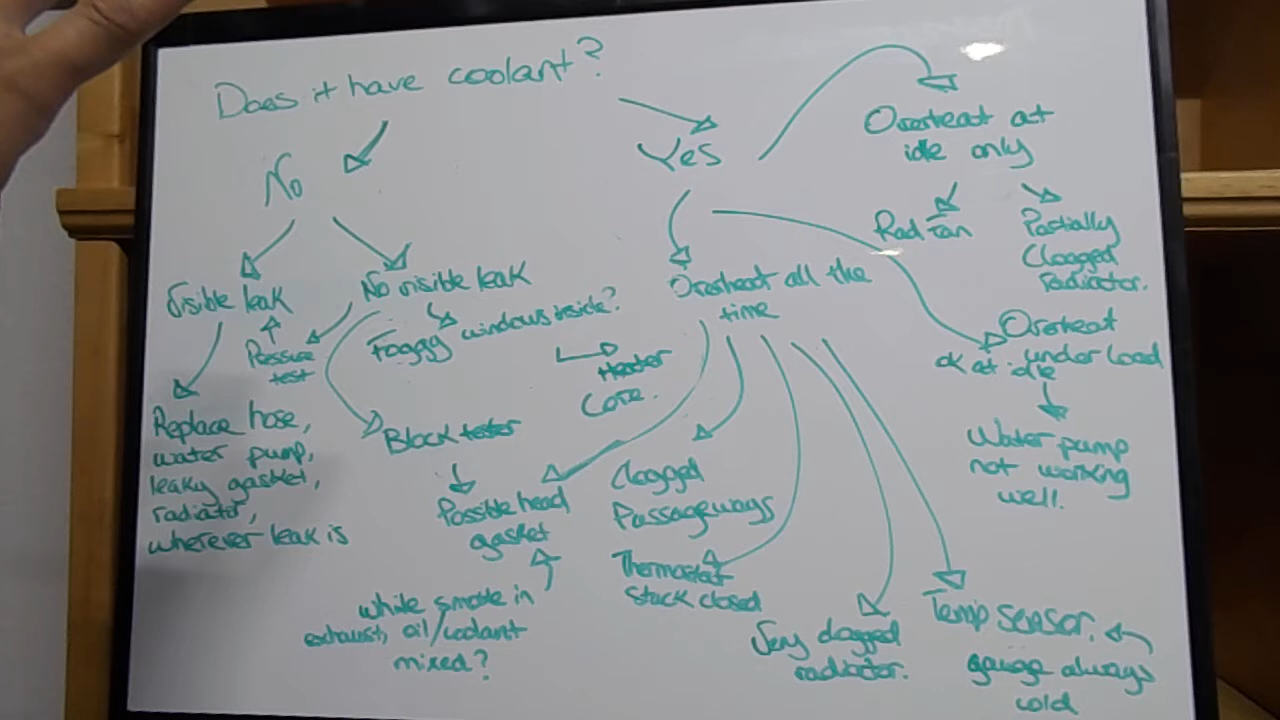 Does it have coolant?
No
Yes
Overheat at
idle only
Rad Fan
Partially
Clogged
radiator.
Visible leak
No visible leak
Pressure
test
Foggy windows inside?
Heater
Core.
Overheat all the
time
Overheat
under load
ok at idle
Water pump
not working
well.
Replace hose,
water pump,
leaky gasket,
radiator,
wherever leak is
Block tester
Possible head
gasket
white smoke in
exhaust, oil/coolant
mixed?
Clogged
Passageways
Thermostat
stuck closed
Very clogged
radiator.
Temp sensor.
gauge always
cold